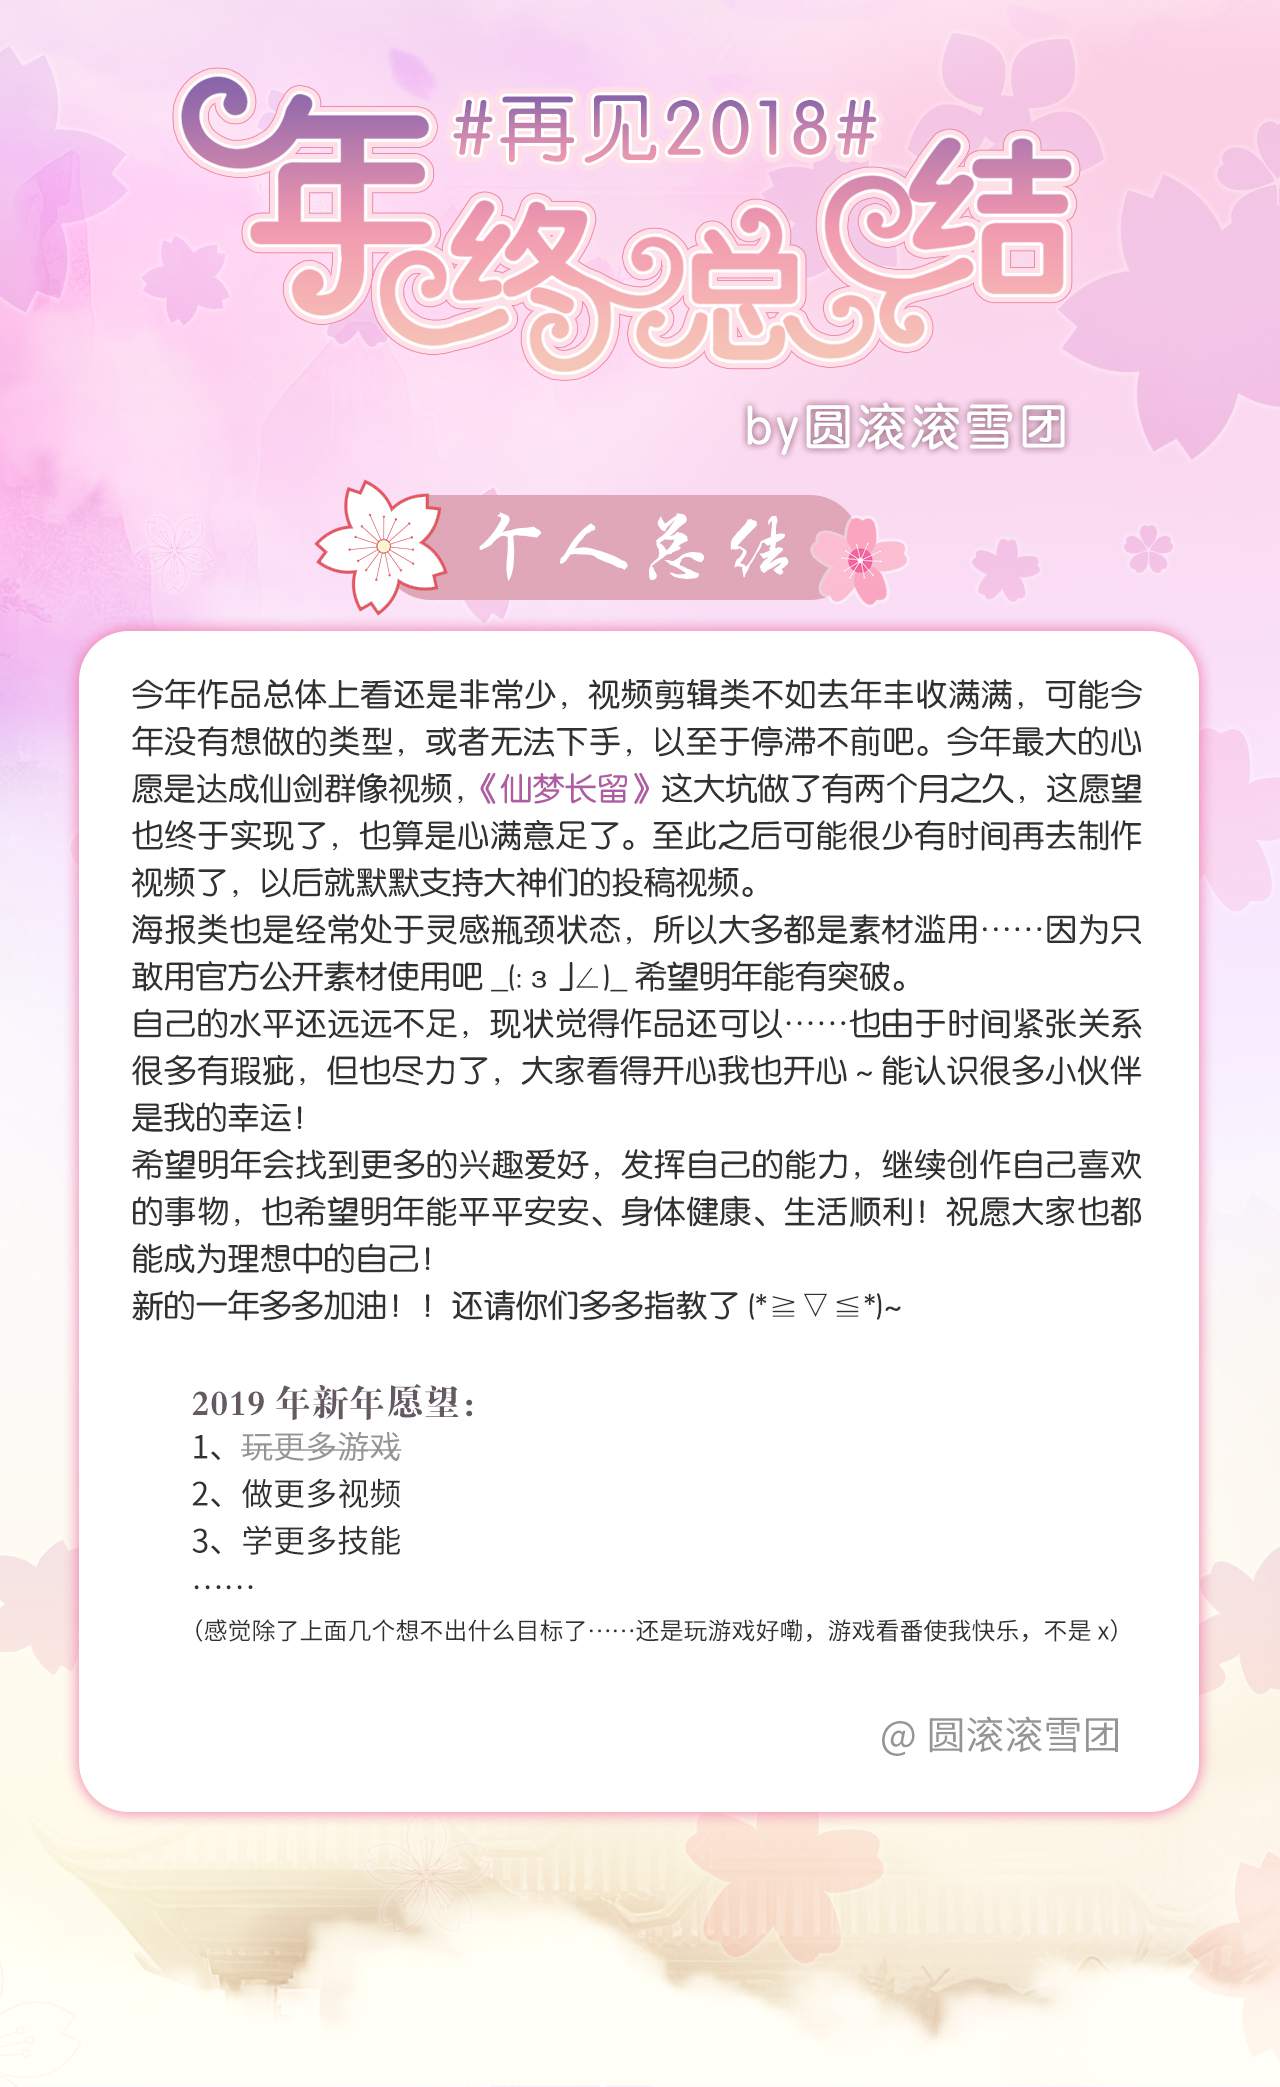 #再见2018#
年终总结
by圆滚滚雪团
个人总结
今年作品总体上看还是非常少，视频剪辑类不如去年丰收满满，可能今
年没有想做的类型，或者无法下手，以至于停滞不前吧。今年最大的心
愿是达成仙剑群像视频，《仙梦长留》这大坑做了有两个月之久，这愿望
也终于实现了，也算是心满意足了。至此之后可能很少有时间再去制作
视频了，以后就默默支持大神们的投稿视频。
海报类也是经常处于灵感瓶颈状态，所以大多都是素材滥用……因为只
敢用官方公开素材使用吧 _(:з」∠)_ 希望明年能有突破。
自己的水平还远远不足，现状觉得作品还可以……也由于时间紧张关系
很多有瑕疵，但也尽力了，大家看得开心我也开心 ~ 能认识很多小伙伴
是我的幸运！
希望明年会找到更多的兴趣爱好，发挥自己的能力，继续创作自己喜欢
的事物，也希望明年能平平安安、身体健康、生活顺利！祝愿大家也都
能成为理想中的自己！
新的一年多多加油！！还请你们多多指教了 (*≧▽≦*)~
2019 年新年愿望：
1、玩更多游戏
2、做更多视频
3、学更多技能
……
（感觉除了上面几个想不出什么目标了……还是玩游戏好嘞，游戏看番使我快乐，不是 x）
@ 圆滚滚雪团